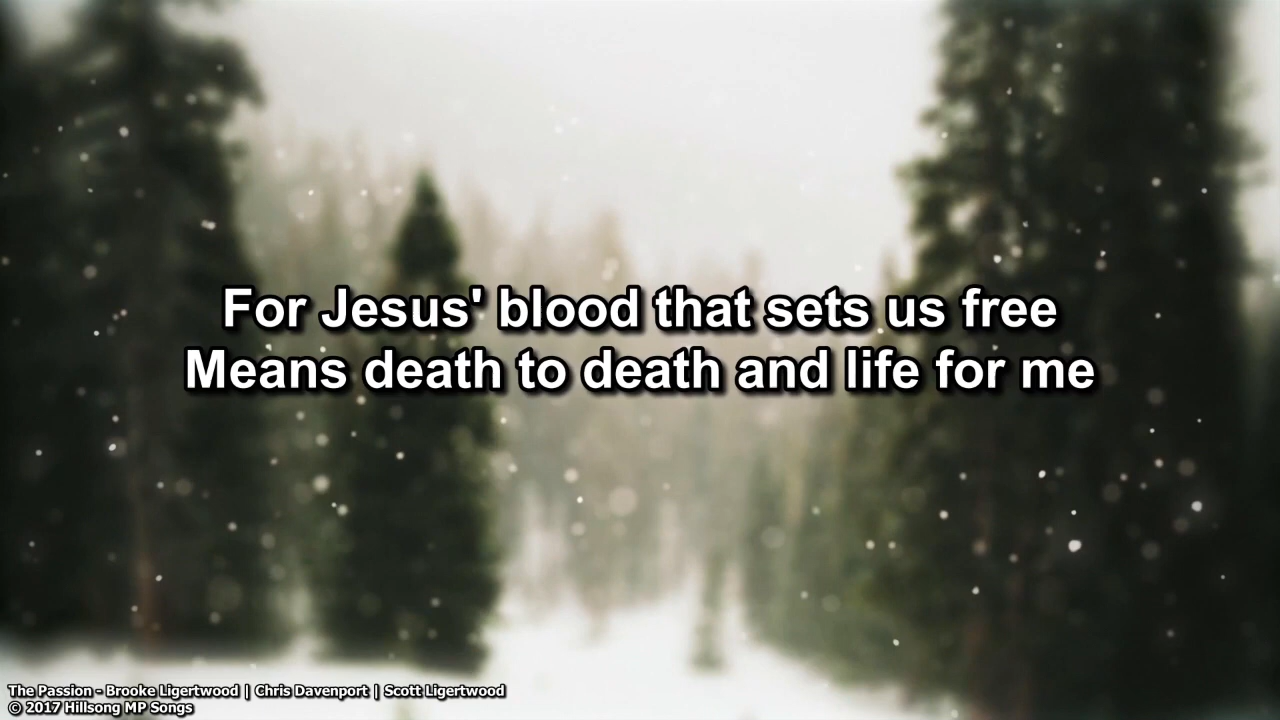 For Jesus' blood that sets us free
Means death to death and life for me
The Passion - Brooke Ligertwood | Chris Davenport | Scott Ligertwood
© 2017 Hillsong MP Songs